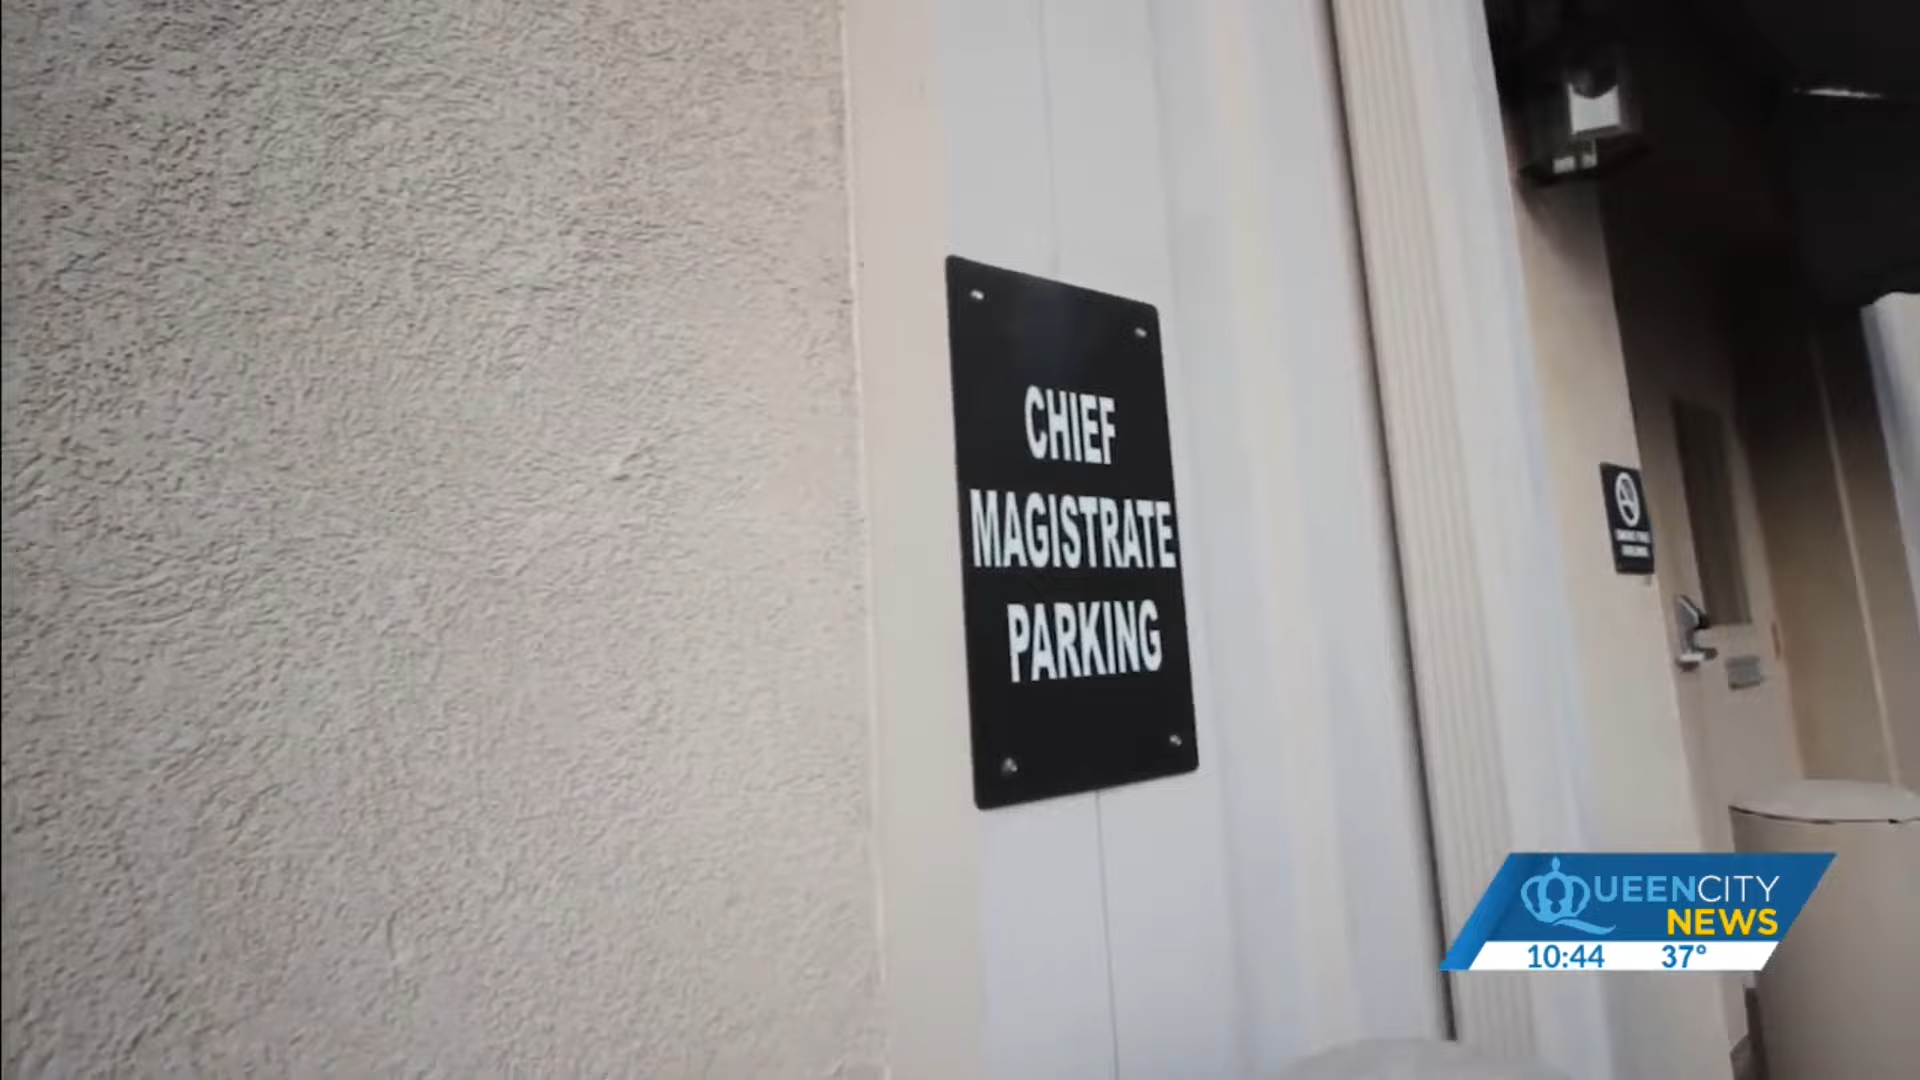 CHIEF
MAGISTRATE
PARKING
QUEENCITY
NEWS
10:44 37°